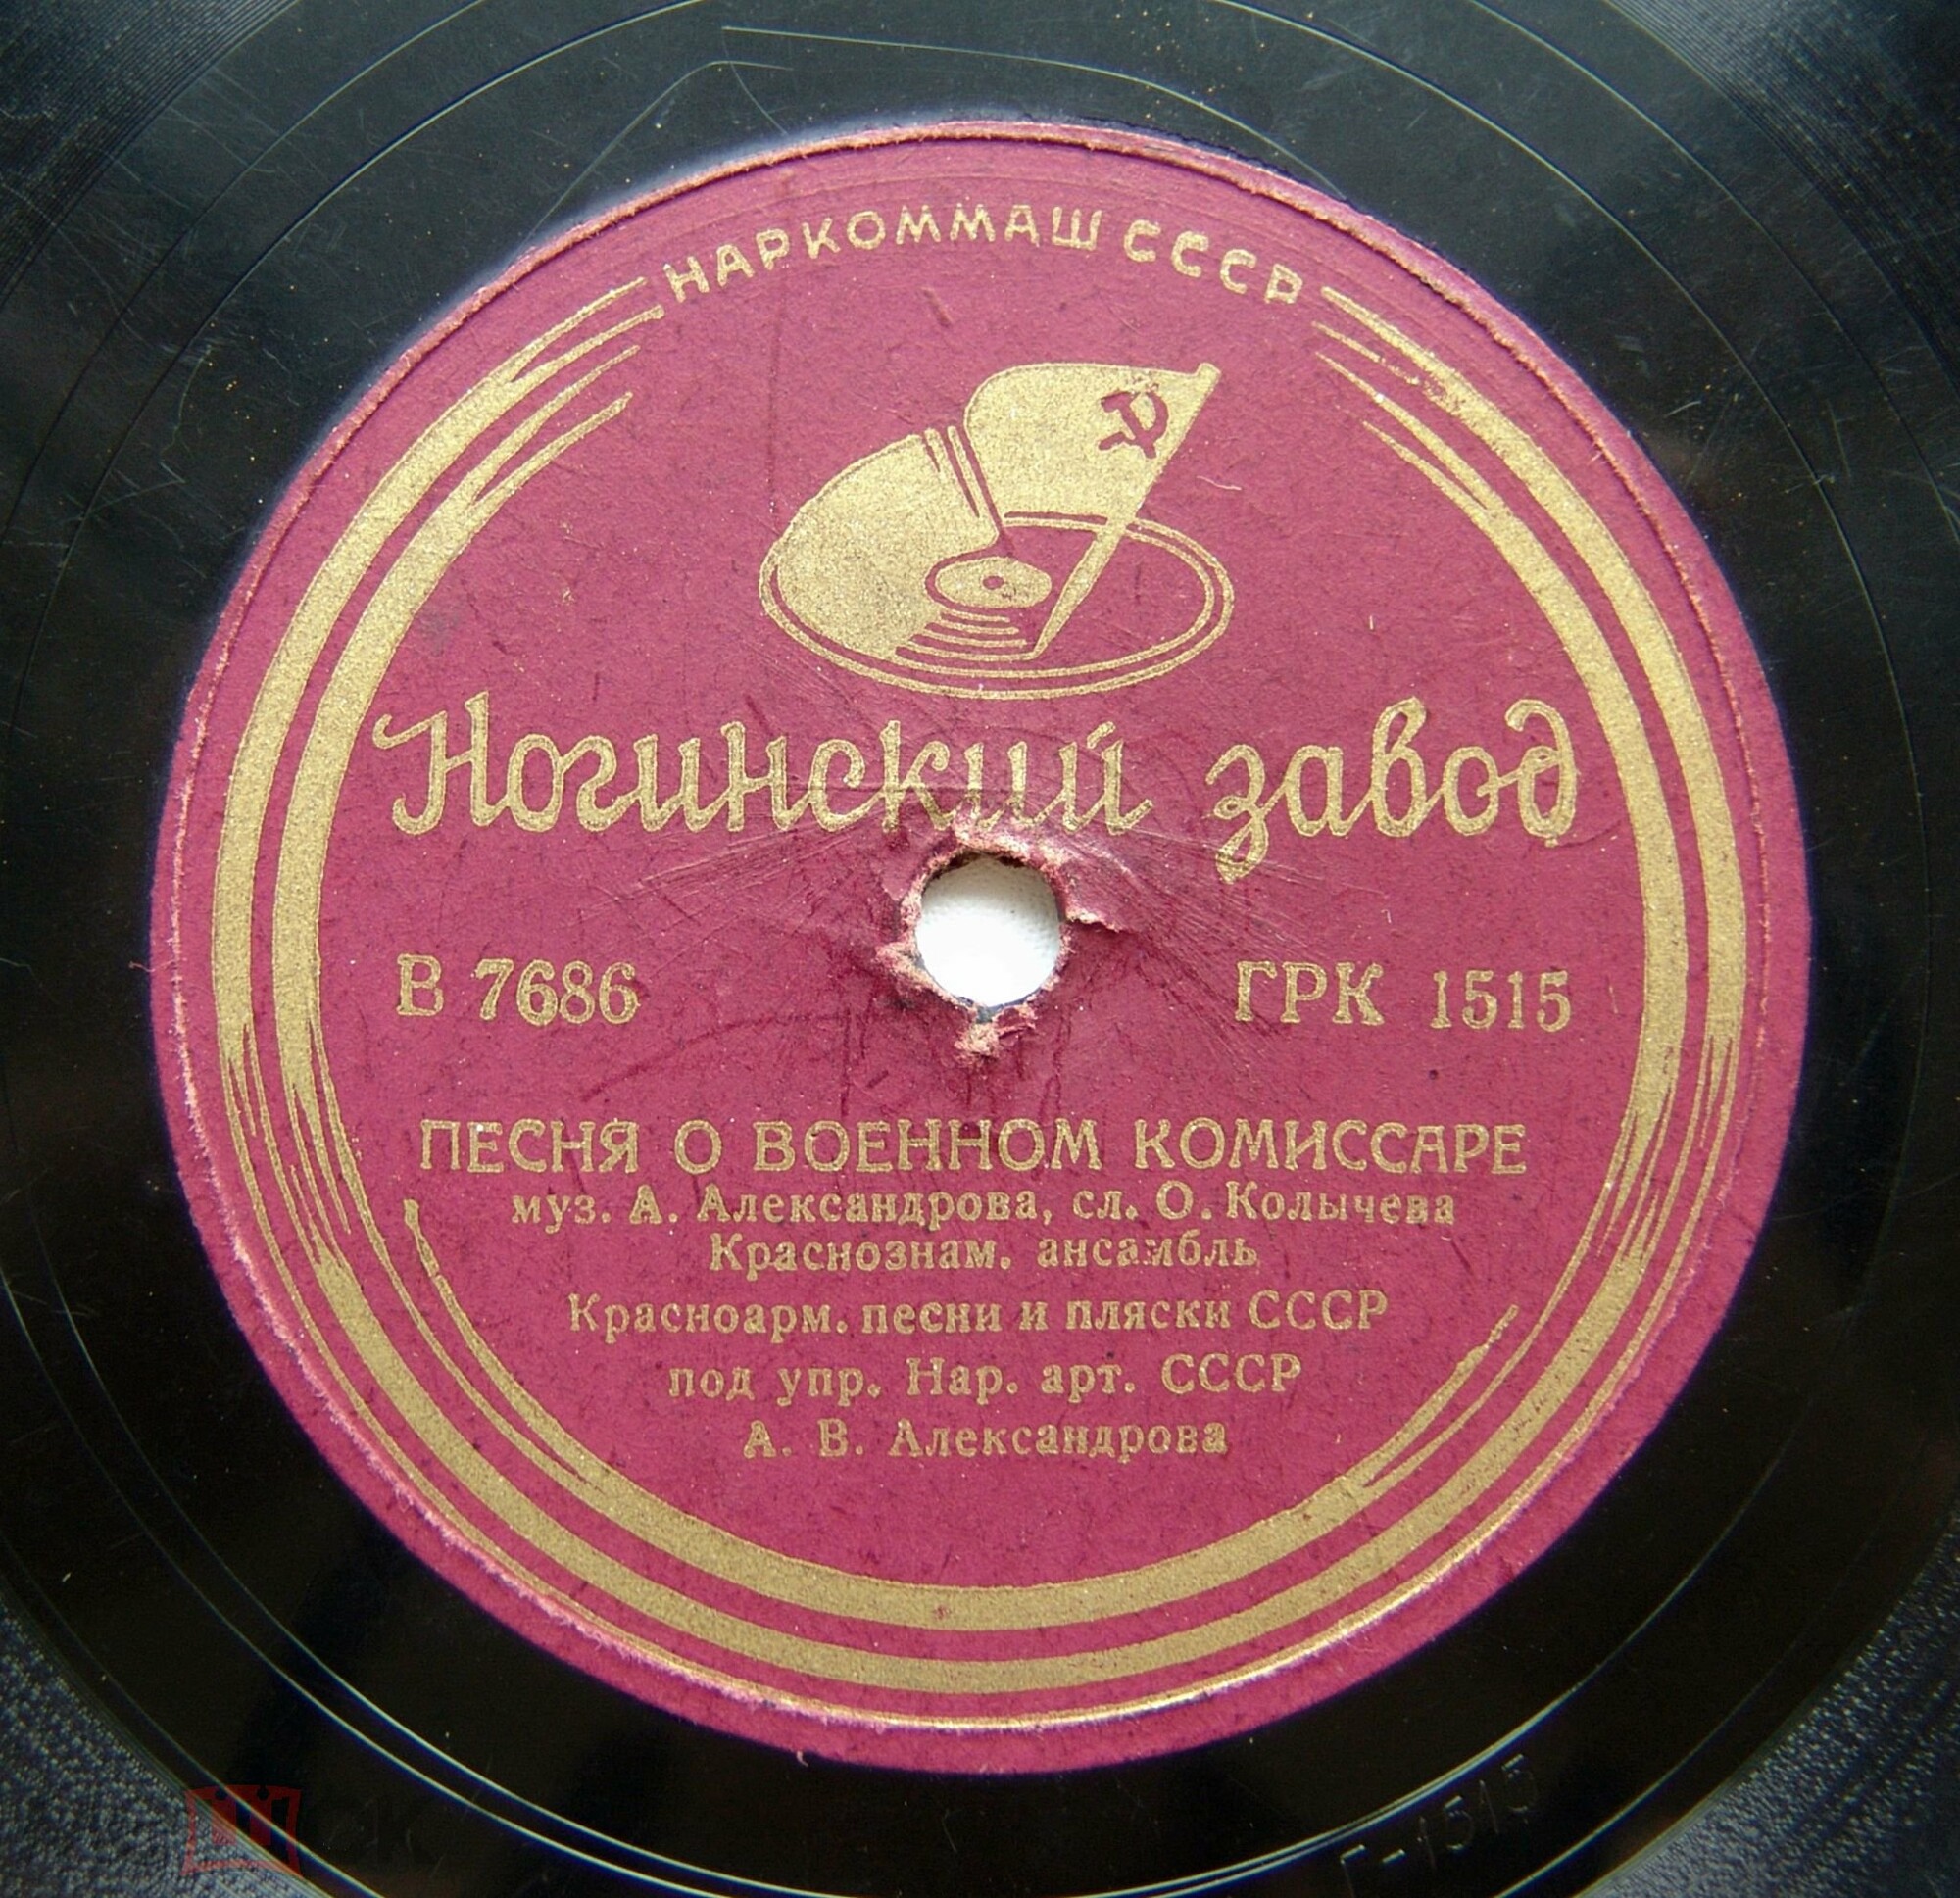 НАРКОММАШ СССР
Ногинский завод
В 7686 ГРК 1515
ПЕСНЯ О ВОЕННОМ КОМИССАРЕ
муз. А. Александрова, сл. О. Колычева
Краснознам. ансамбль
Красноарм. песни и пляски СССР
под упр. Нар. арт. СССР
А. В. Александрова
Г-1515